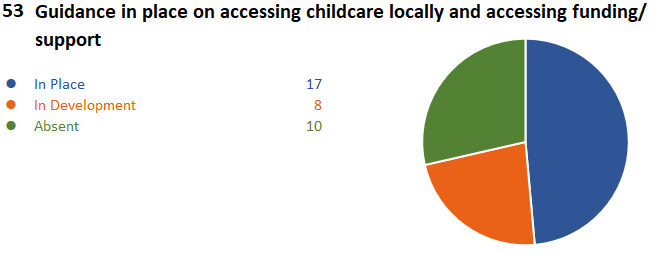 53 Guidance in place on accessing childcare locally and accessing funding/
support
In Place 17
In Development 8
Absent 10